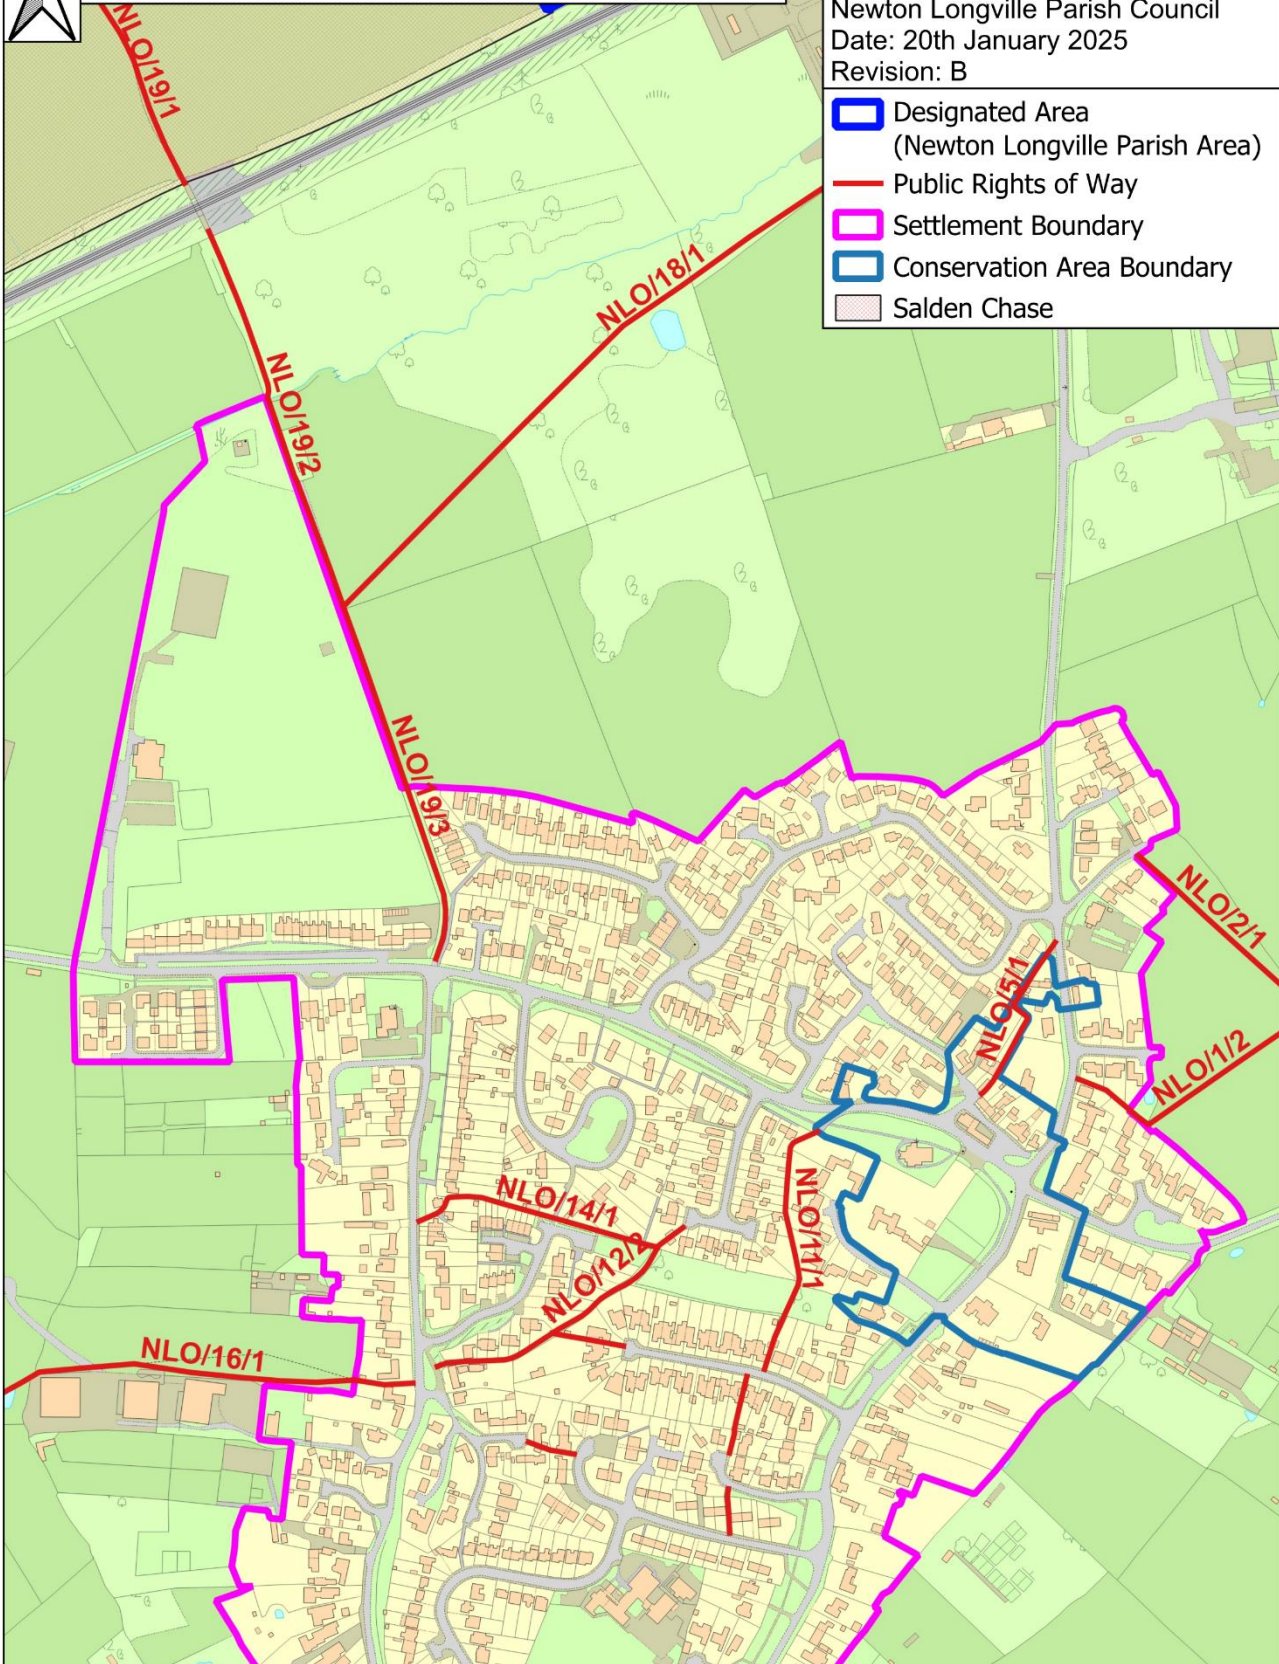 Newton Longville Parish Council
Date: 20th January 2025
Revision: B
Designated Area
(Newton Longville Parish Area)
Public Rights of Way
Settlement Boundary
Conservation Area Boundary
Salden Chase
NLO/19/1
NLO/18/1
NLO/19/2
NLO/19/3
NLO/2/1
NLO/5/1
NLO/1/2
NLO/14/1
NLO/11/1
NLO/12/2
NLO/16/1